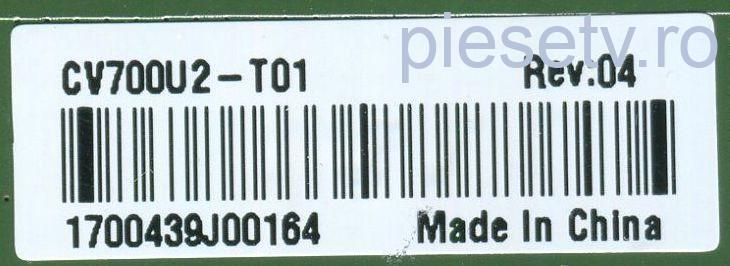 piesetv.ro
CV700U2-T01 Rev.04
1700439J00164 Made In China